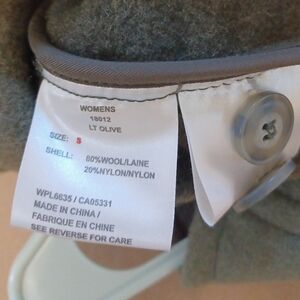 WOMENS
18012
LT OLIVE
SIZE: S
SHELL: 80%WOOL/LAINE
20%NYLON/NYLON
WPL6635 / CA05331
MADE IN CHINA /
FABRIQUE EN CHINE
SEE REVERSE FOR CARE